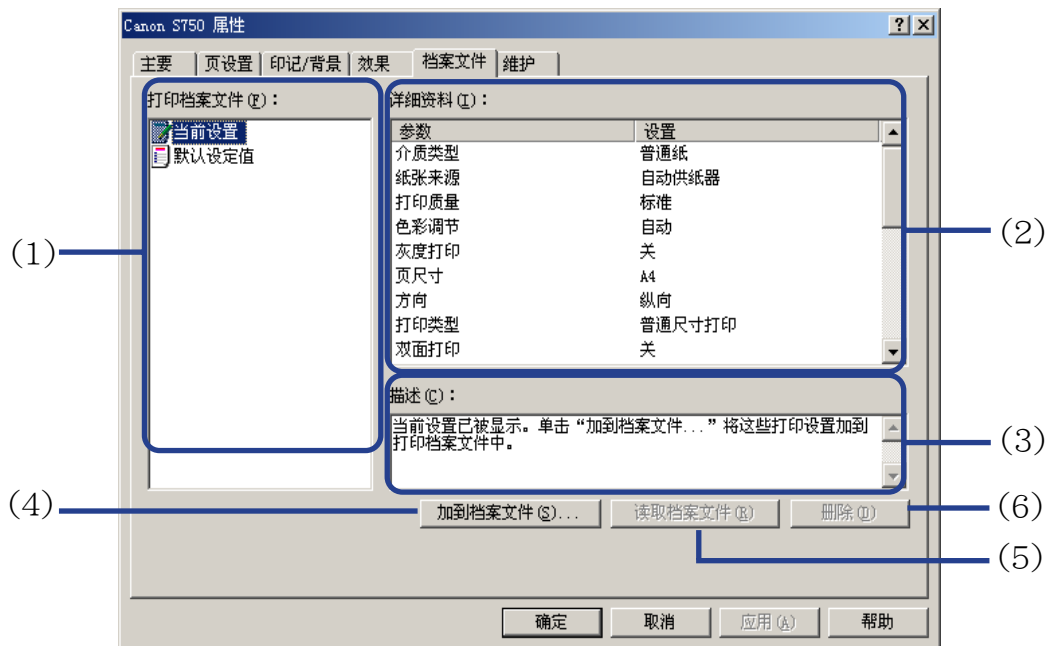 Canon S750 属性
主要 页设置 印记/背景 效果 档案文件 维护
打印档案文件(F)：
当前设置
默认设定值
详细资料(I)：
参数 设置
介质类型 普通纸
纸张来源 自动供纸器
打印质量 标准
色彩调节 自动
灰度打印 关
页尺寸 A4
方向 纵向
打印类型 普通尺寸打印
双面打印 关
描述(C)：
当前设置已被显示。单击“加到档案文件...”将这些打印设置加到
打印档案文件中。
加到档案文件(S)... 读取档案文件(R) 删除(D)
确定 取消 应用(A) 帮助
(1)
(2)
(3)
(4)
(6)
(5)